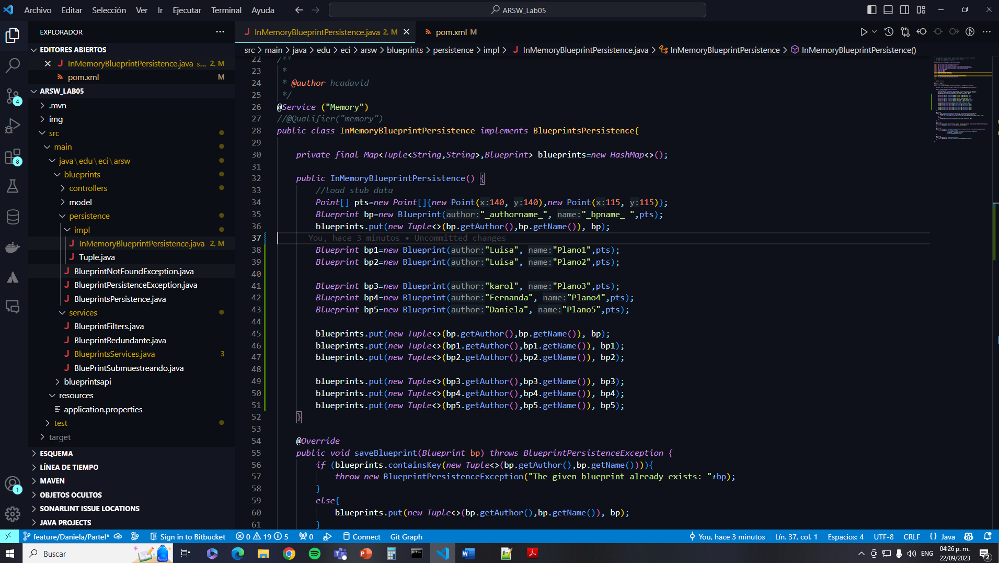 Archivo Editar Selección Ver Ir Ejecutar Terminal Ayuda ARSW_Lab05
EXPLORADOR
InMemoryBlueprintPersistence.java 2, M
pom.xml M
EDITORES ABIERTOS
src > main > java > edu > eci > arsw > blueprints > persistence > impl > InMemoryBlueprintPersistence.java > InMemoryBlueprintPersistence > InMemoryBlueprintPersistence()
InMemoryBlueprintPersistence.java s... 2, M
pom.xml M
ARSW_LAB05
.mvn
img
src
main
java\edu\eci\arsw
blueprints
controllers
model
persistence
impl
InMemoryBlueprintPersistence.java 2, M
Tuple.java
BlueprintNotFoundException.java
BlueprintPersistenceException.java
BlueprintsPersistence.java
services
BlueprintFilters.java
BlueprintRedundante.java
BlueprintsServices.java 3
BluePrintSubmuestreando.java
blueprintsapi
resources
application.properties
test
target
ESQUEMA
LÍNEA DE TIEMPO
MAVEN
OBJETOS OCULTOS
SONARLINT ISSUE LOCATIONS
JAVA PROJECTS
4
8
1
22 /**
23 *
24 * @author hcadavid
25 */
26 @Service ("Memory")
27 //@Qualifier("memory")
28 public class InMemoryBlueprintPersistence implements BlueprintsPersistence{
29
30 private final Map<Tuple<String,String>,Blueprint> blueprints=new HashMap<>();
31
32 public InMemoryBlueprintPersistence() {
33 //load stub data
34 Point[] pts=new Point[]{new Point(x:140, y:140),new Point(x:115, y:115)};
35 Blueprint bp=new Blueprint(author:"_authorname_", name:"_bpname_ ",pts);
36 blueprints.put(new Tuple<>(bp.getAuthor(),bp.getName()), bp);
37 You, hace 3 minutos • Uncommitted changes
38 Blueprint bp1=new Blueprint(author:"Luisa", name:"Plano1",pts);
39 Blueprint bp2=new Blueprint(author:"Luisa", name:"Plano2",pts);
40
41 Blueprint bp3=new Blueprint(author:"karol", name:"Plano3",pts);
42 Blueprint bp4=new Blueprint(author:"Fernanda", name:"Plano4",pts);
43 Blueprint bp5=new Blueprint(author:"Daniela", name:"Plano5",pts);
44
45 blueprints.put(new Tuple<>(bp.getAuthor(),bp.getName()), bp);
46 blueprints.put(new Tuple<>(bp1.getAuthor(),bp1.getName()), bp1);
47 blueprints.put(new Tuple<>(bp2.getAuthor(),bp2.getName()), bp2);
48
49 blueprints.put(new Tuple<>(bp3.getAuthor(),bp3.getName()), bp3);
50 blueprints.put(new Tuple<>(bp4.getAuthor(),bp4.getName()), bp4);
51 blueprints.put(new Tuple<>(bp5.getAuthor(),bp5.getName()), bp5);
52 }
53
54 @Override
55 public void saveBlueprint(Blueprint bp) throws BlueprintPersistenceException {
56 if (blueprints.containsKey(new Tuple<>(bp.getAuthor(),bp.getName()))){
57 throw new BlueprintPersistenceException("The given blueprint already exists: "+bp);
58 }
59 else{
60 blueprints.put(new Tuple<>(bp.getAuthor(),bp.getName()), bp);
61 }
feature/Daniela/ParteI* Sign in to Bitbucket 0 19 5 0 Connect Git Graph You, hace 3 minutos Lín. 37, col. 1 Espacios: 4 UTF-8 CRLF {} Java
Buscar ENG 04:26 p. m.
22/09/2023 2